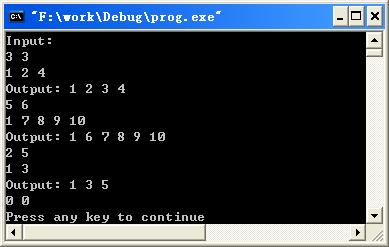 "F:\work\Debug\prog.exe"
Input:
3 3
1 2 4
Output: 1 2 3 4
5 6
1 7 8 9 10
Output: 1 6 7 8 9 10
2 5
1 3
Output: 1 3 5
0 0
Press any key to continue